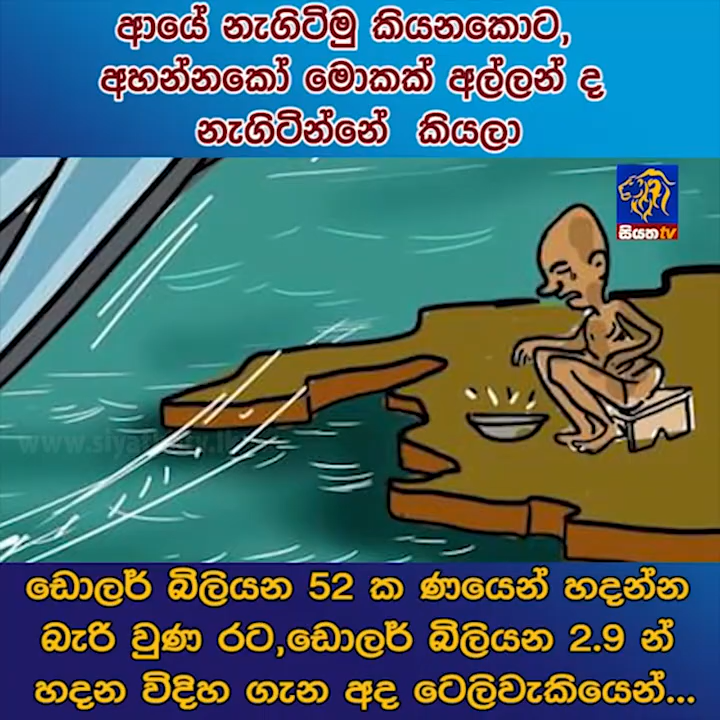 ආයේ නැගිටිමු කියනකොට,
අහන්නකෝ මොකක් අල්ලන් ද
නැගිටින්නේ කියලා
සියත tv
ඩොලර් බිලියන 52 ක ණයෙන් හදන්න
බැරි වුණ රට,ඩොලර් බිලියන 2.9 න්
හදන විදිහ ගැන අද ටෙලිවැකියෙන්...